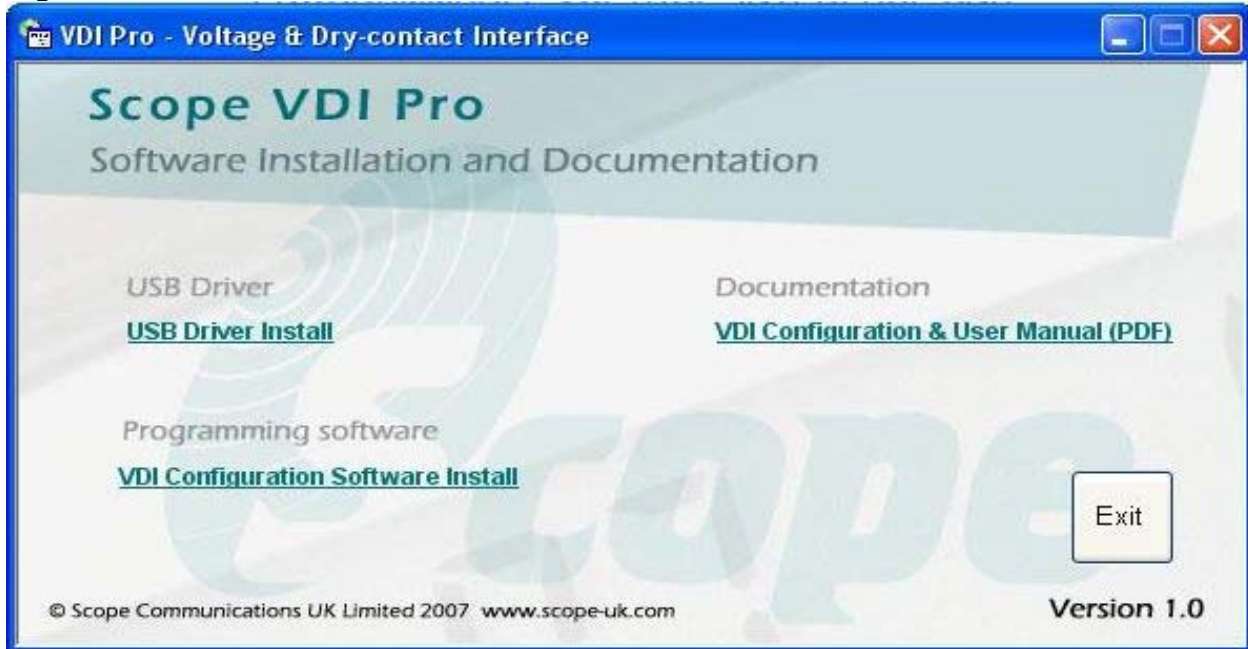 VDI Pro - Voltage & Dry-contact Interface
Scope VDI Pro
Software Installation and Documentation
USB Driver
USB Driver Install
Documentation
VDI Configuration & User Manual (PDF)
Programming software
VDI Configuration Software Install
Scope
Exit
© Scope Communications UK Limited 2007 www.scope-uk.com
Version 1.0